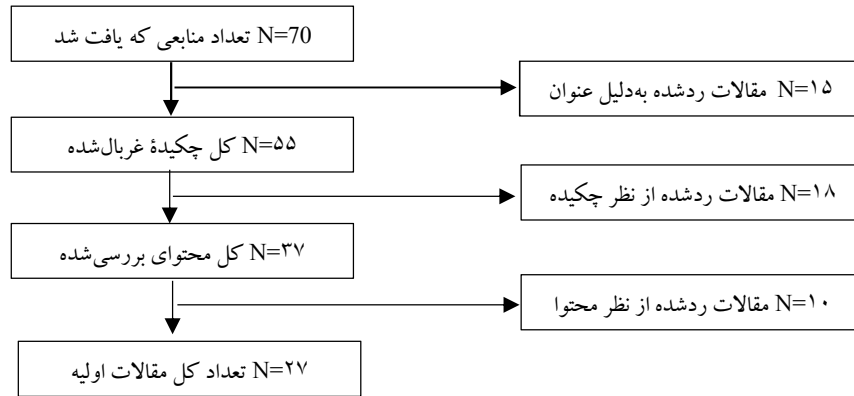 تعداد منابعی که یافت شد N=70
مقالات ردشده به‌دلیل عنوان N=۱۵
کل چکیدهٔ غربال‌شده N=۵۵
مقالات ردشده از نظر چکیده N=۱۸
کل محتوای بررسی‌شده N=۳۷
مقالات ردشده از نظر محتوا N=۱۰
تعداد کل مقالات اولیه N=۲۷